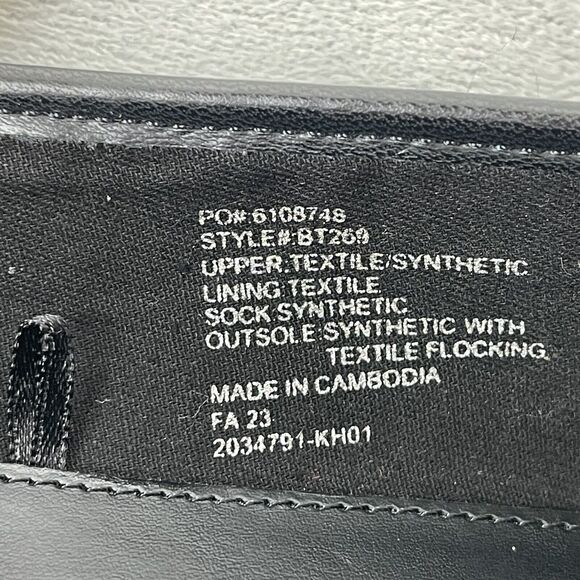 PO#:6108748
STYLE#:BT269
UPPER:TEXTILE/SYNTHETIC
LINING:TEXTILE
SOCK:SYNTHETIC
OUTSOLE:SYNTHETIC WITH
TEXTILE FLOCKING
MADE IN CAMBODIA
FA 23
2034791-KH01